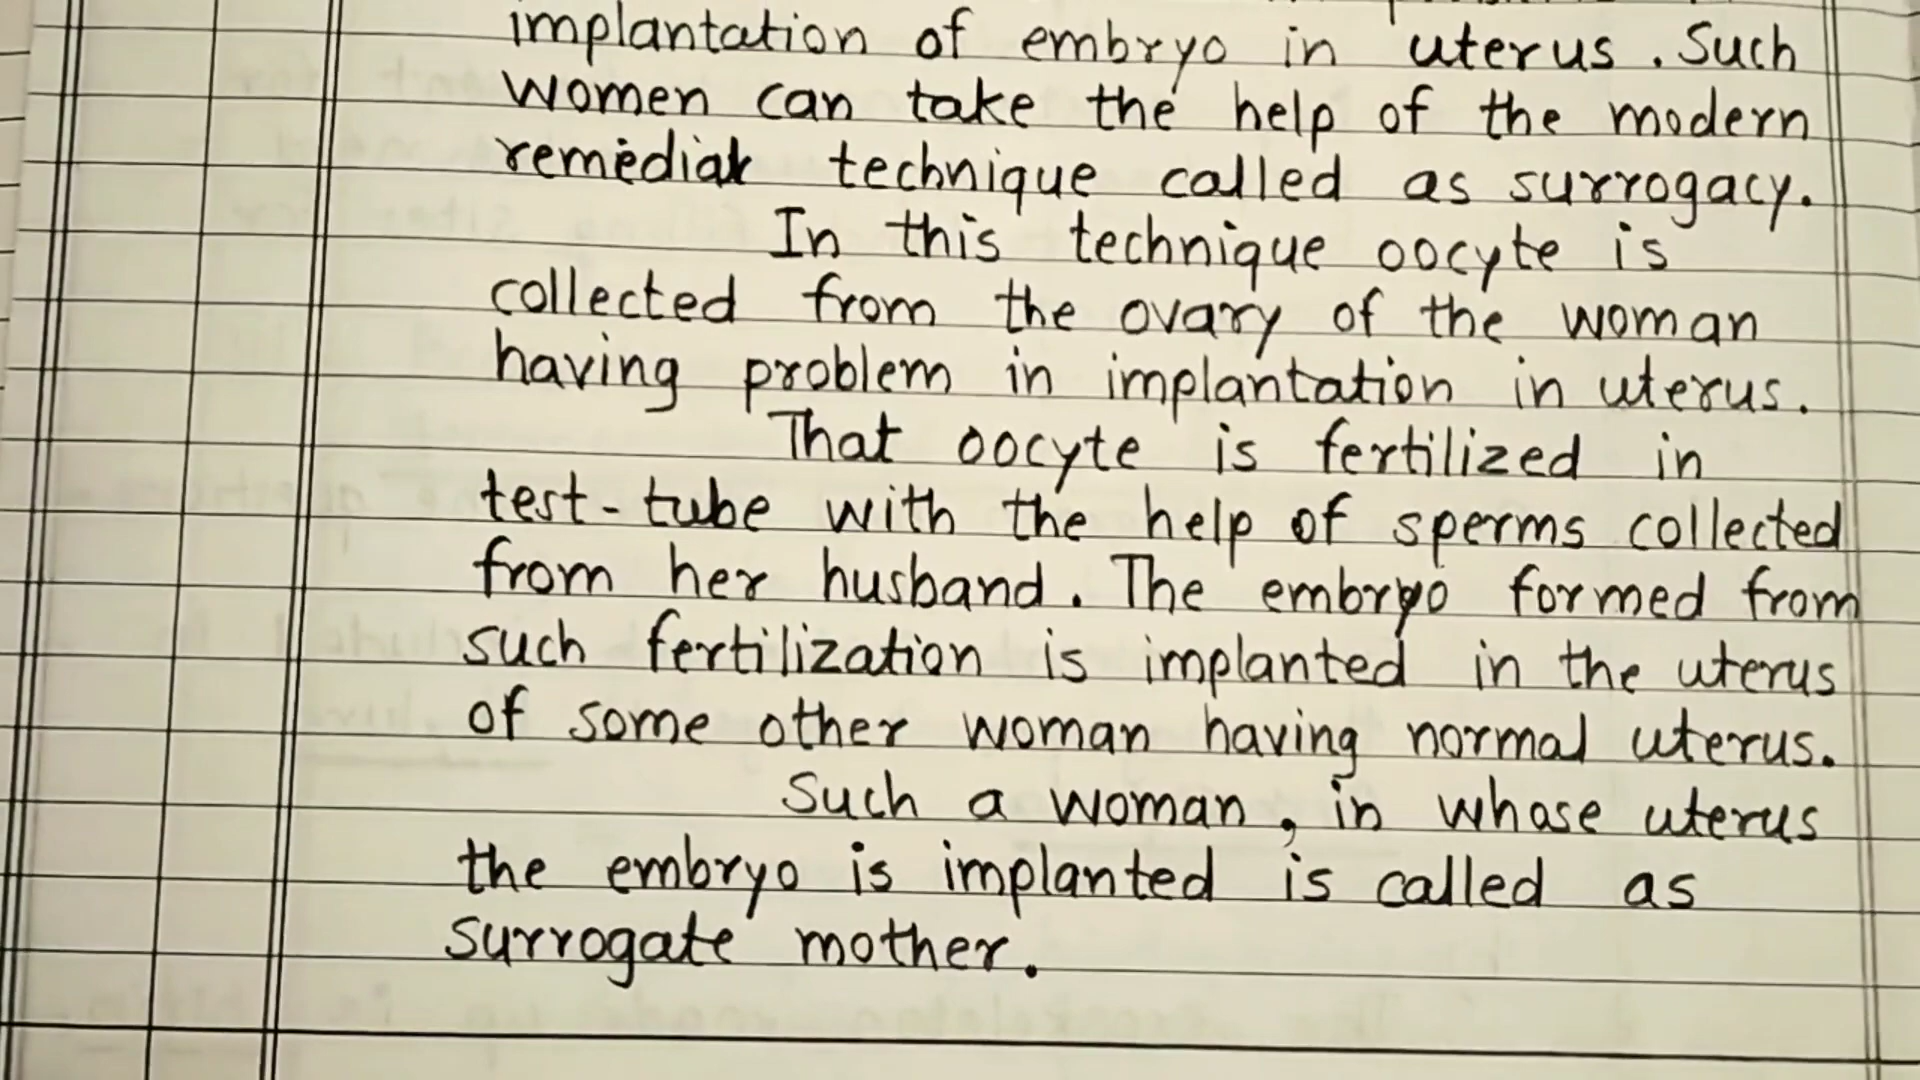 implantation of embryo in uterus. Such
women can take the help of the modern
remedial technique called as surrogacy.
In this technique oocyte is
collected from the ovary of the woman
having problem in implantation in uterus.
That oocyte is fertilized in
test-tube with the help of sperms collected
from her husband. The embryo formed from
such fertilization is implanted in the uterus
of some other woman having normal uterus.
Such a woman, in whose uterus
the embryo is implanted is called as
surrogate mother.